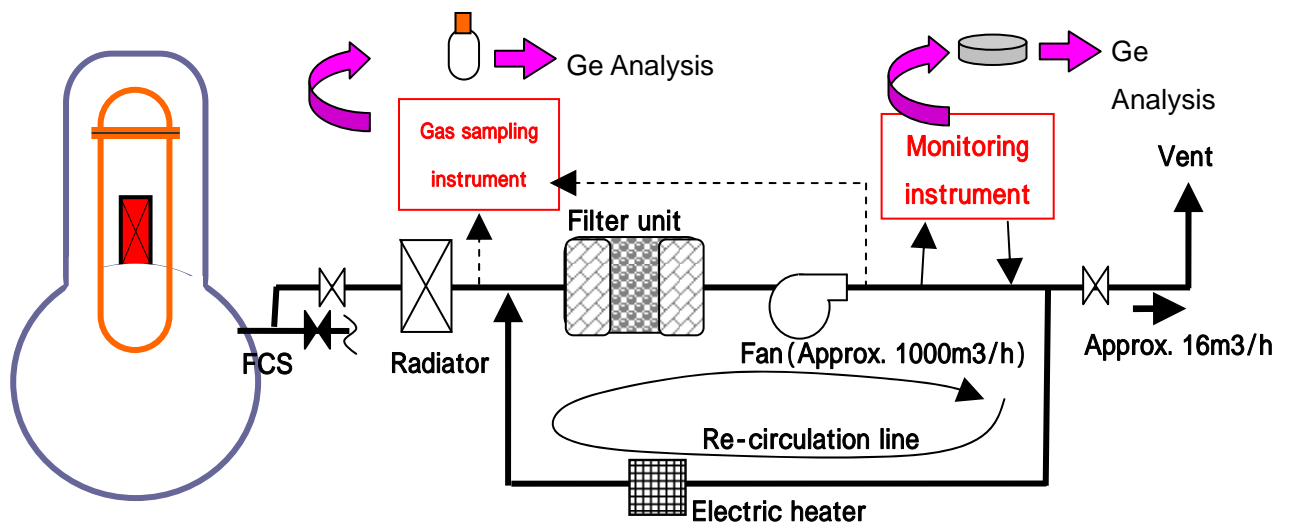 Ge Analysis
Ge
Analysis
Gas sampling
instrument
Monitoring
instrument
Vent
Filter unit
FCS
Radiator
Fan(Approx. 1000m3/h)
Approx. 16m3/h
Re-circulation line
Electric heater